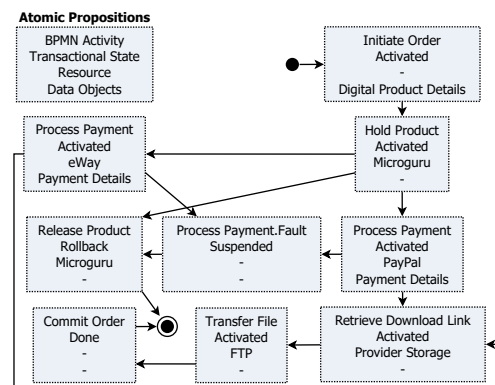 Atomic Propositions
BPMN Activity
Transactional State
Resource
Data Objects
Initiate Order
Activated
-
Digital Product Details
Process Payment
Activated
eWay
Payment Details
Hold Product
Activated
Microguru
-
Release Product
Rollback
Microguru
-
Process Payment.Fault
Suspended
-
-
Process Payment
Activated
PayPal
Payment Details
Commit Order
Done
-
-
Transfer File
Activated
FTP
-
Retrieve Download Link
Activated
Provider Storage
-